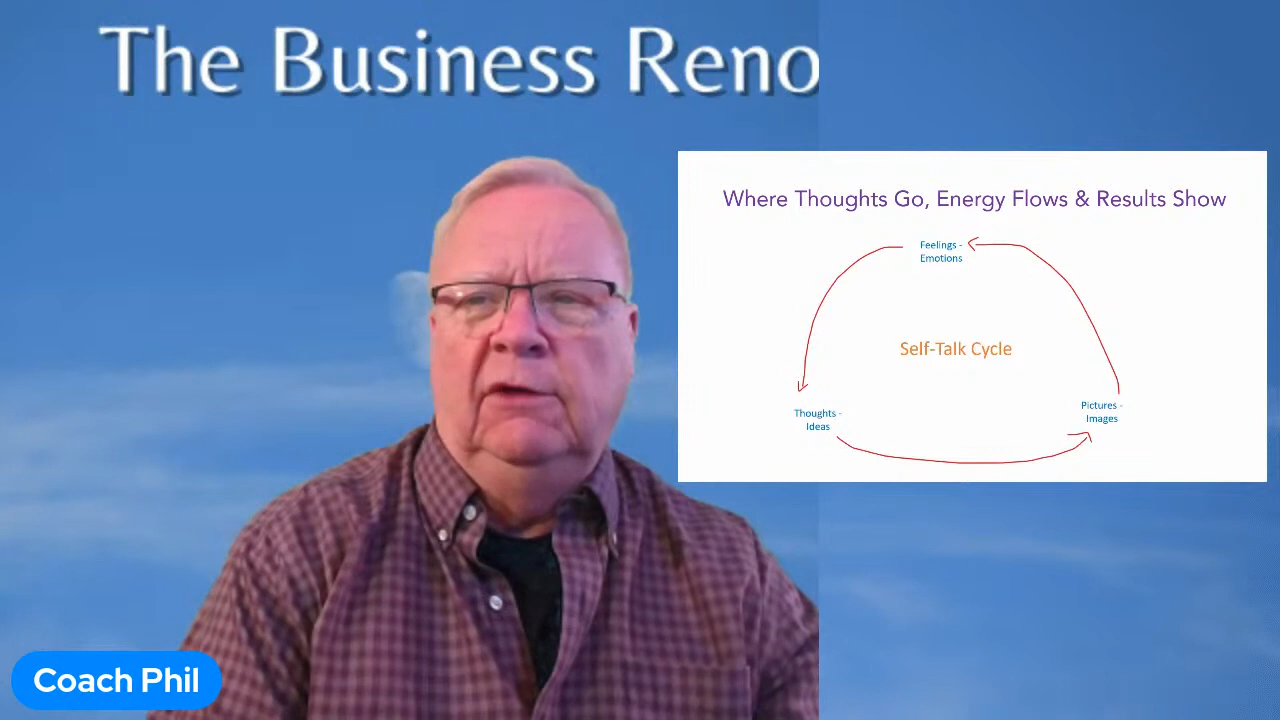 The Business Reno
Where Thoughts Go, Energy Flows & Results Show
Feelings -
Emotions
Self-Talk Cycle
Thoughts -
Ideas
Pictures -
Images
Coach Phil